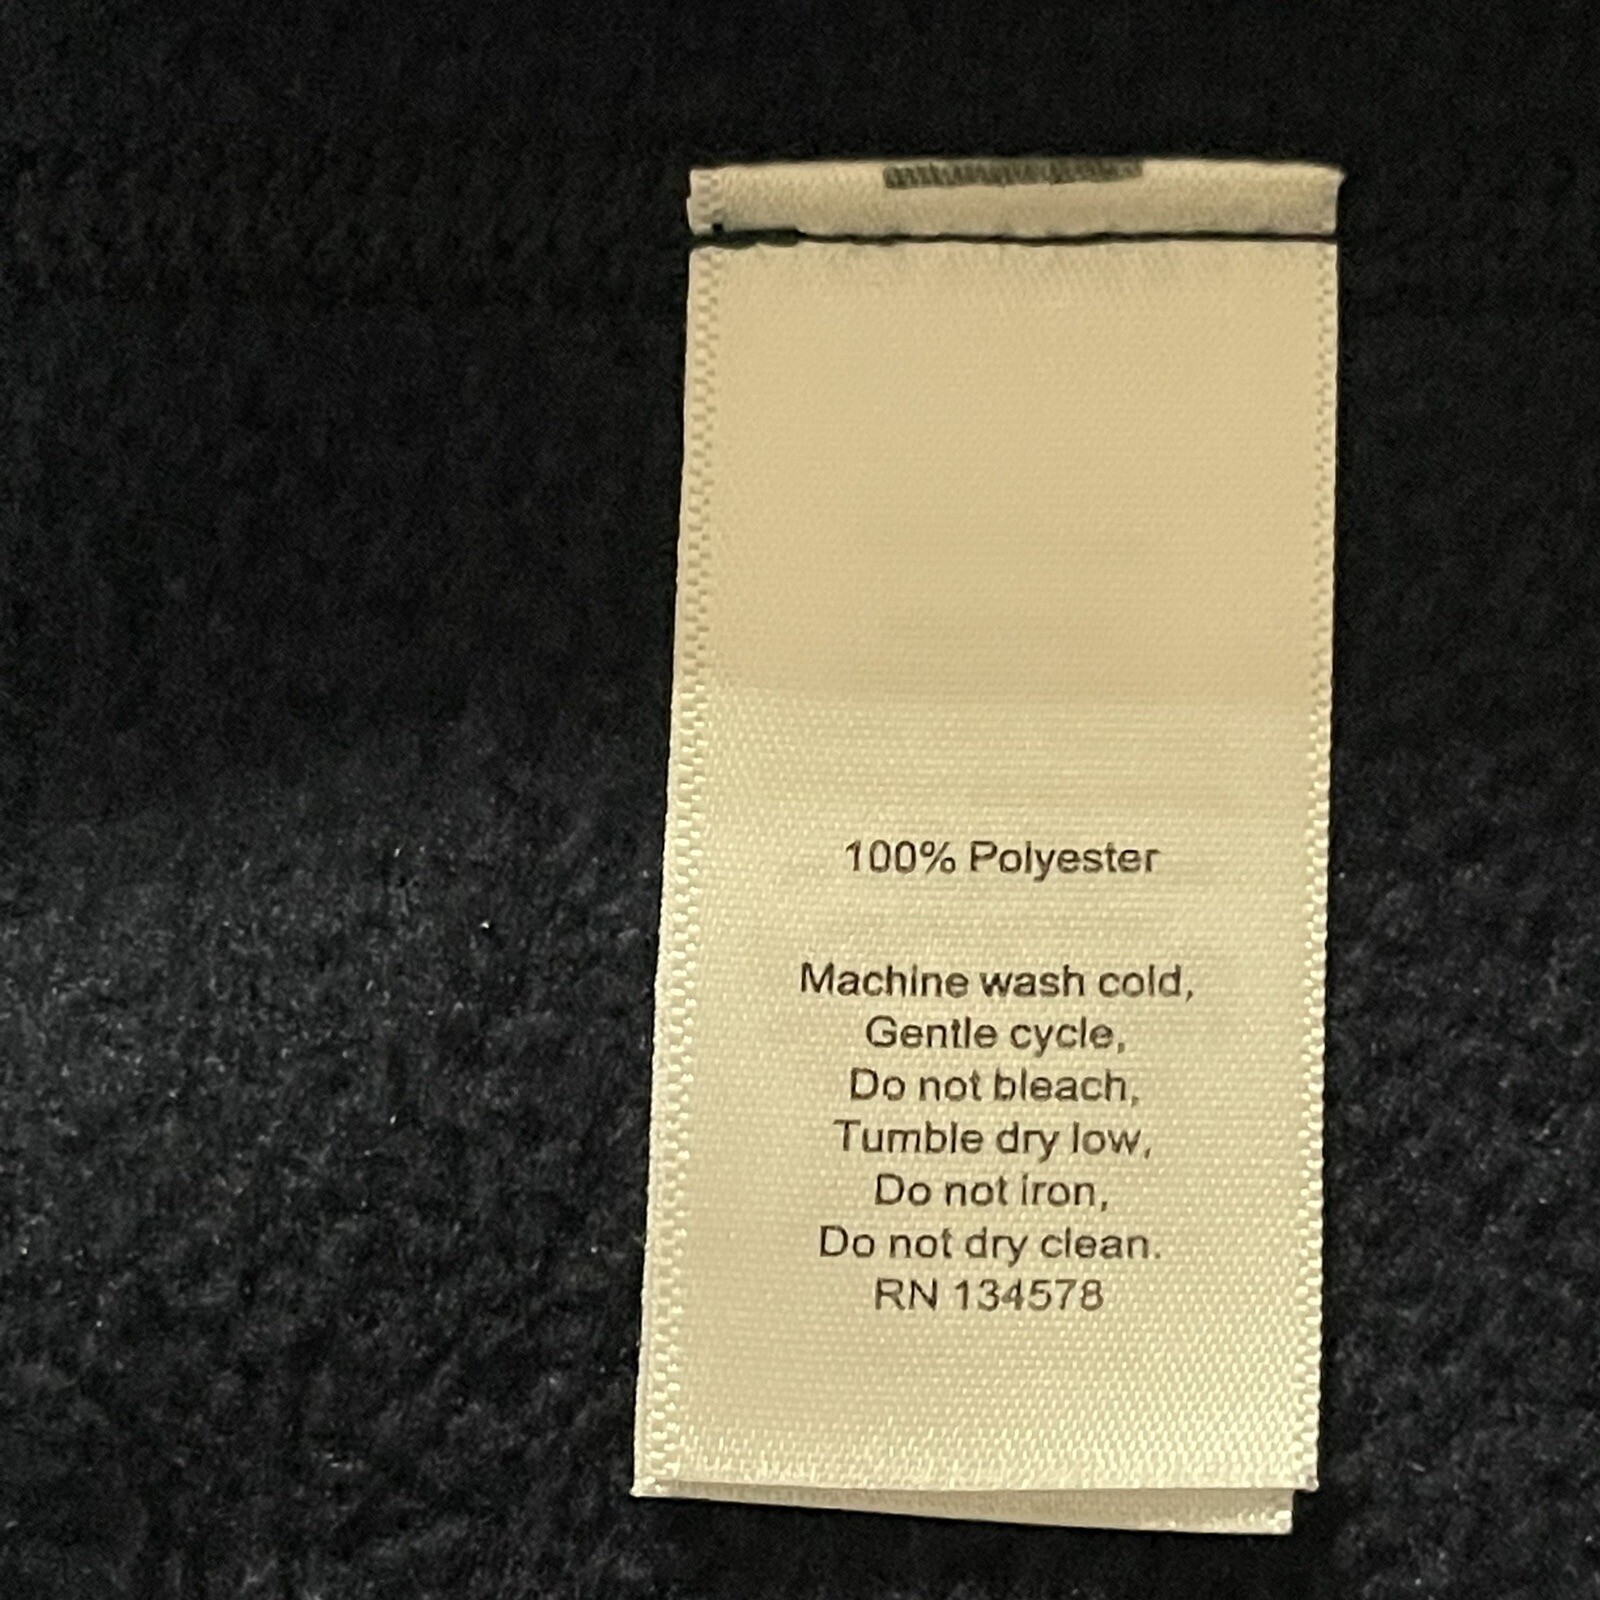 100% Polyester
Machine wash cold,
Gentle cycle,
Do not bleach,
Tumble dry low,
Do not iron,
Do not dry clean.
RN 134578